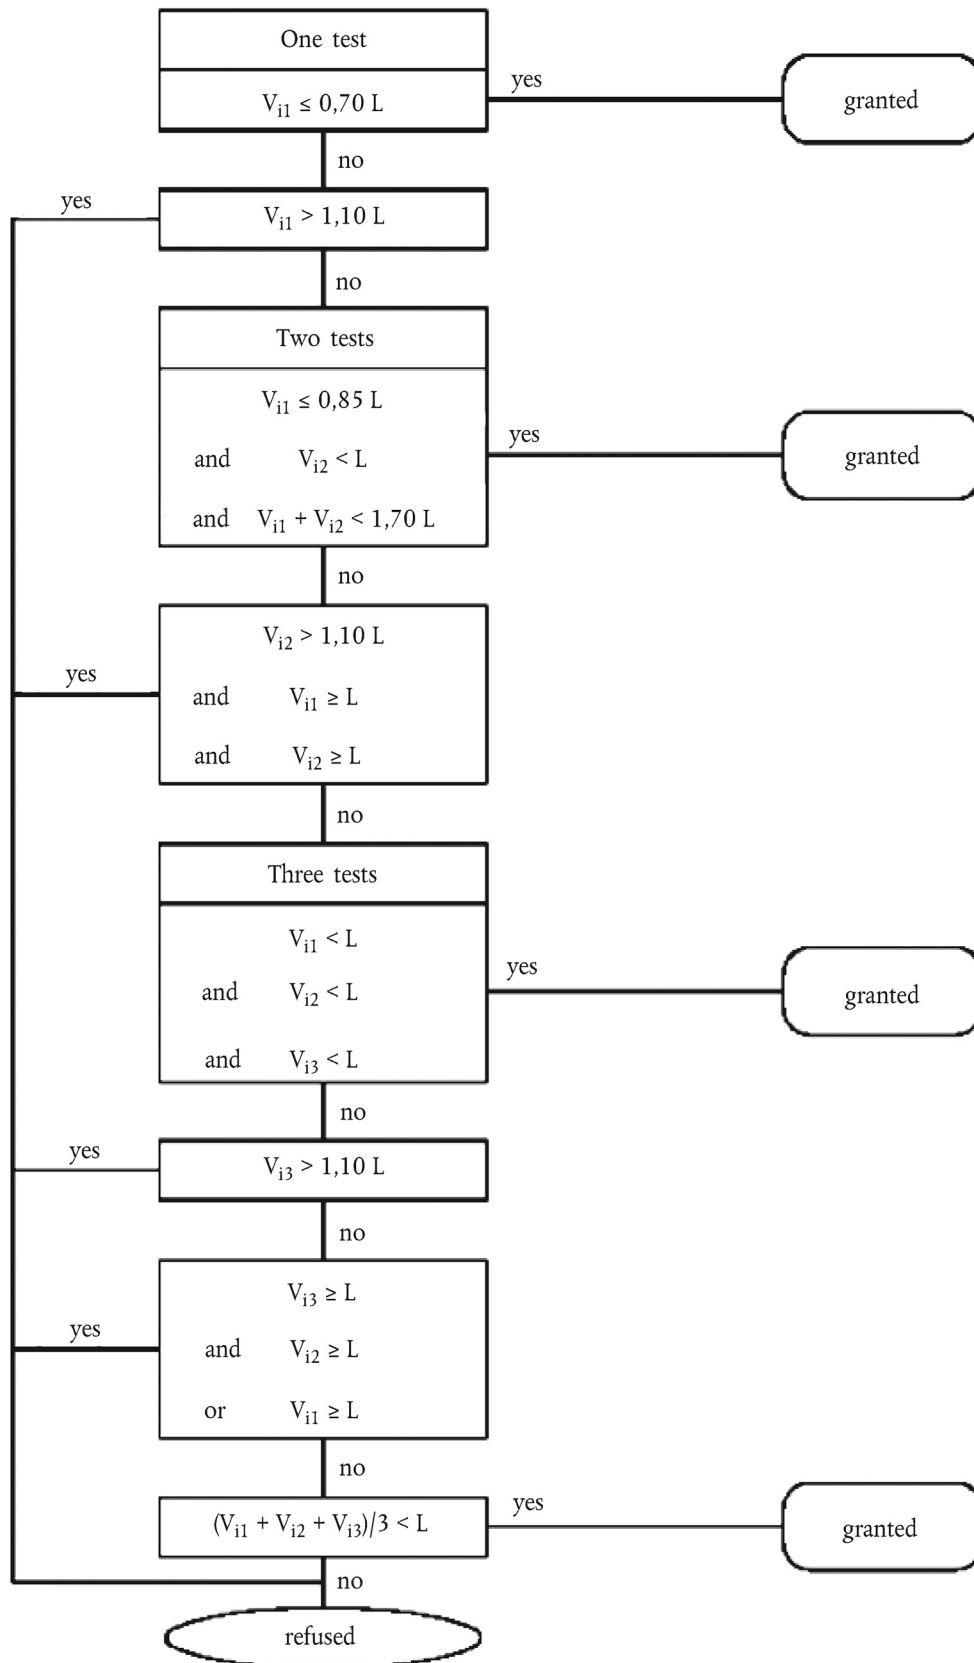 One test
yes
V_i1 ≤ 0,70 L
granted
no
yes
V_i1 > 1,10 L
no
Two tests
V_i1 ≤ 0,85 L
yes
and V_i2 < L
granted
and V_i1 + V_i2 < 1,70 L
no
V_i2 > 1,10 L
yes
and V_i1 ≥ L
and V_i2 ≥ L
no
Three tests
V_i1 < L
yes
and V_i2 < L
granted
and V_i3 < L
no
yes
V_i3 > 1,10 L
no
V_i3 ≥ L
yes
and V_i2 ≥ L
or V_i1 ≥ L
no
yes
(V_i1 + V_i2 + V_i3)/3 < L
granted
no
refused